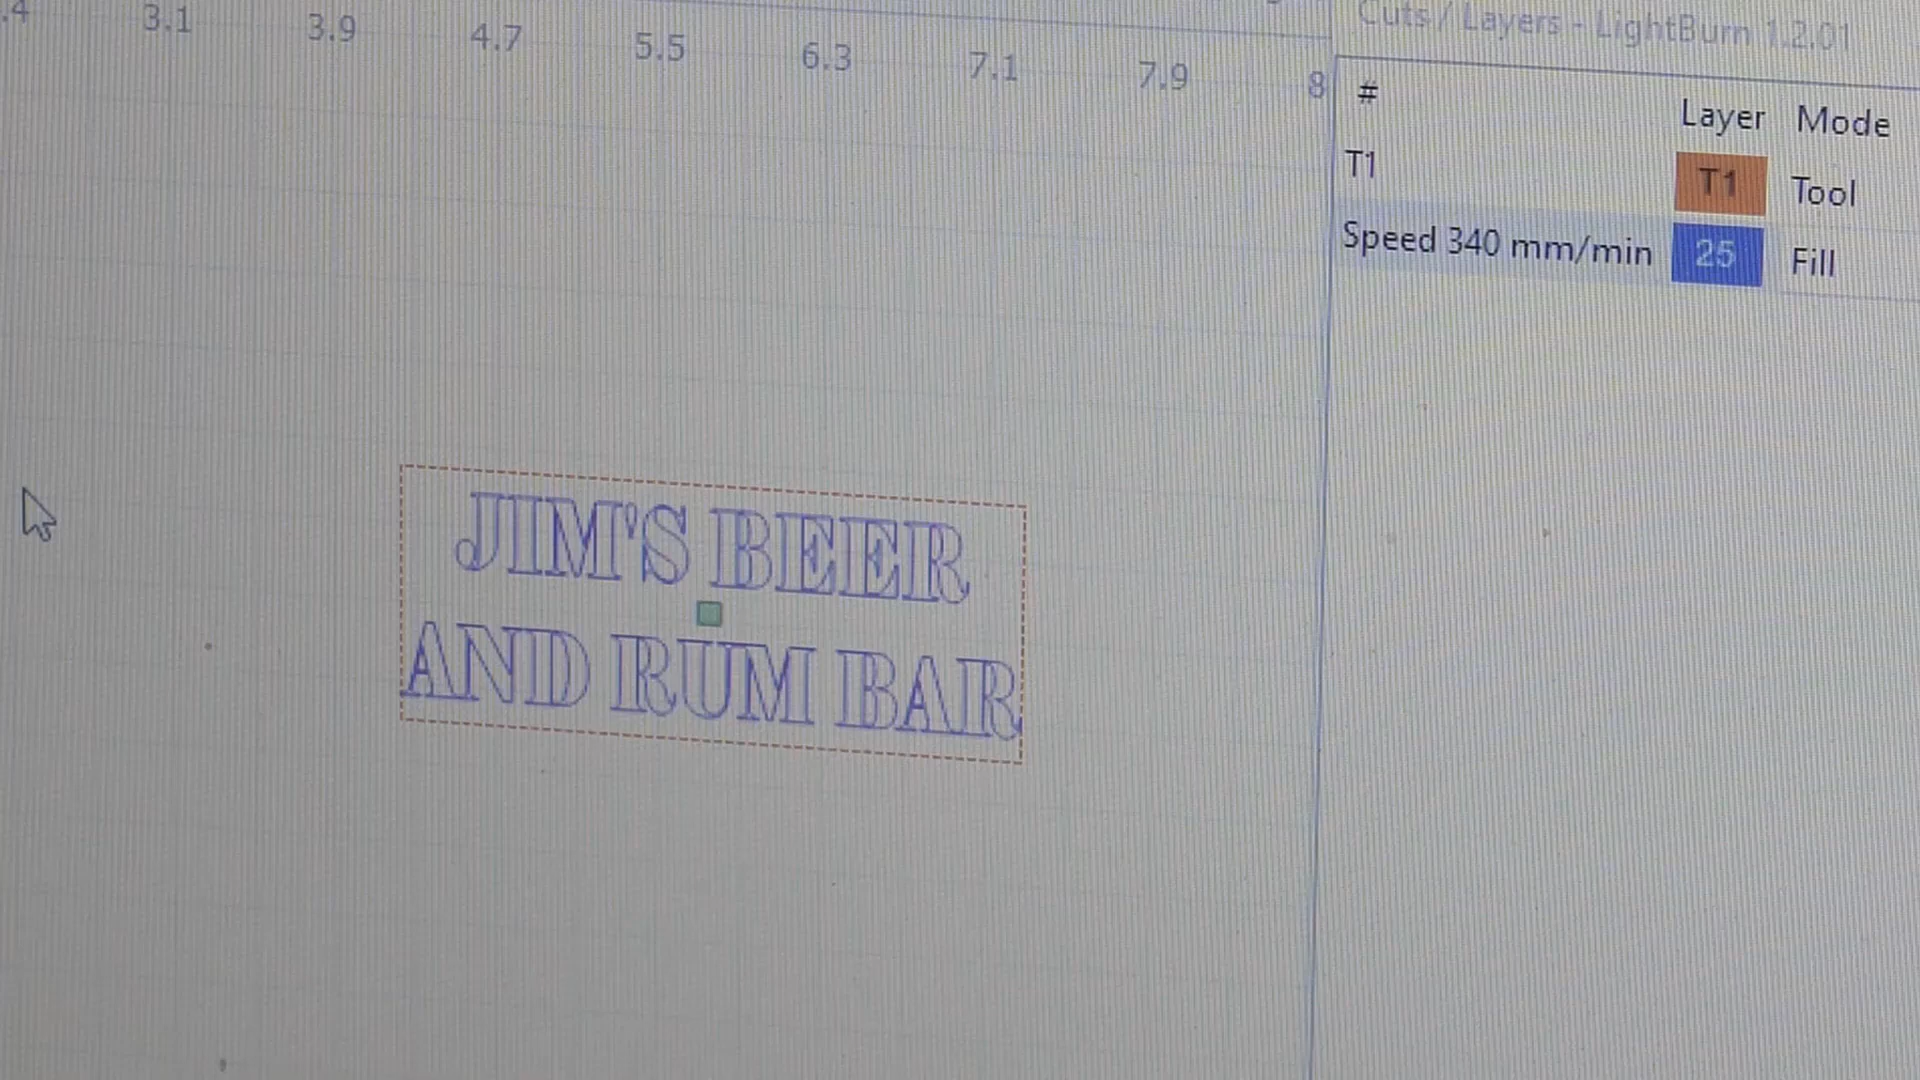 .4 3.1 3.9 4.7 5.5 6.3 7.1 7.9 8
Cuts / Layers - LightBurn 1.2.01
# Layer Mode
T1 T1 Tool
Speed 340 mm/min 25 Fill
JIM'S BEER
AND RUM BAR